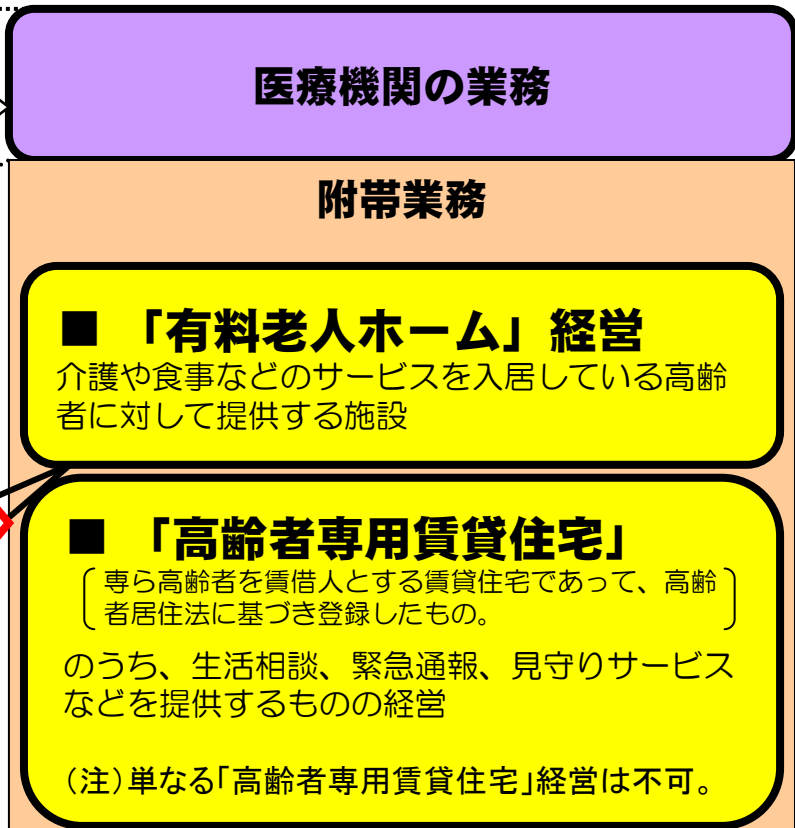 医療機関の業務
附帯業務
■ 「有料老人ホーム」経営
介護や食事などのサービスを入居している高齢
者に対して提供する施設
■ 「高齢者専用賃貸住宅」
専ら高齢者を賃借人とする賃貸住宅であって、高齢
者居住法に基づき登録したもの。
のうち、生活相談、緊急通報、見守りサービス
などを提供するものの経営
(注)単なる「高齢者専用賃貸住宅」経営は不可。